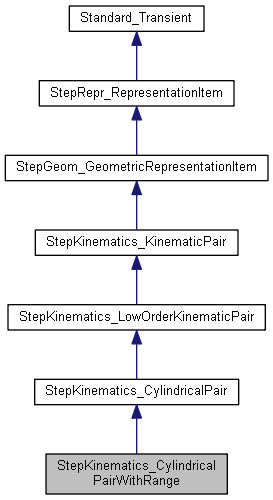 Standard_Transient
StepRepr_RepresentationItem
StepGeom_GeometricRepresentationItem
StepKinematics_KinematicPair
StepKinematics_LowOrderKinematicPair
StepKinematics_CylindricalPair
StepKinematics_Cylindrical
PairWithRange